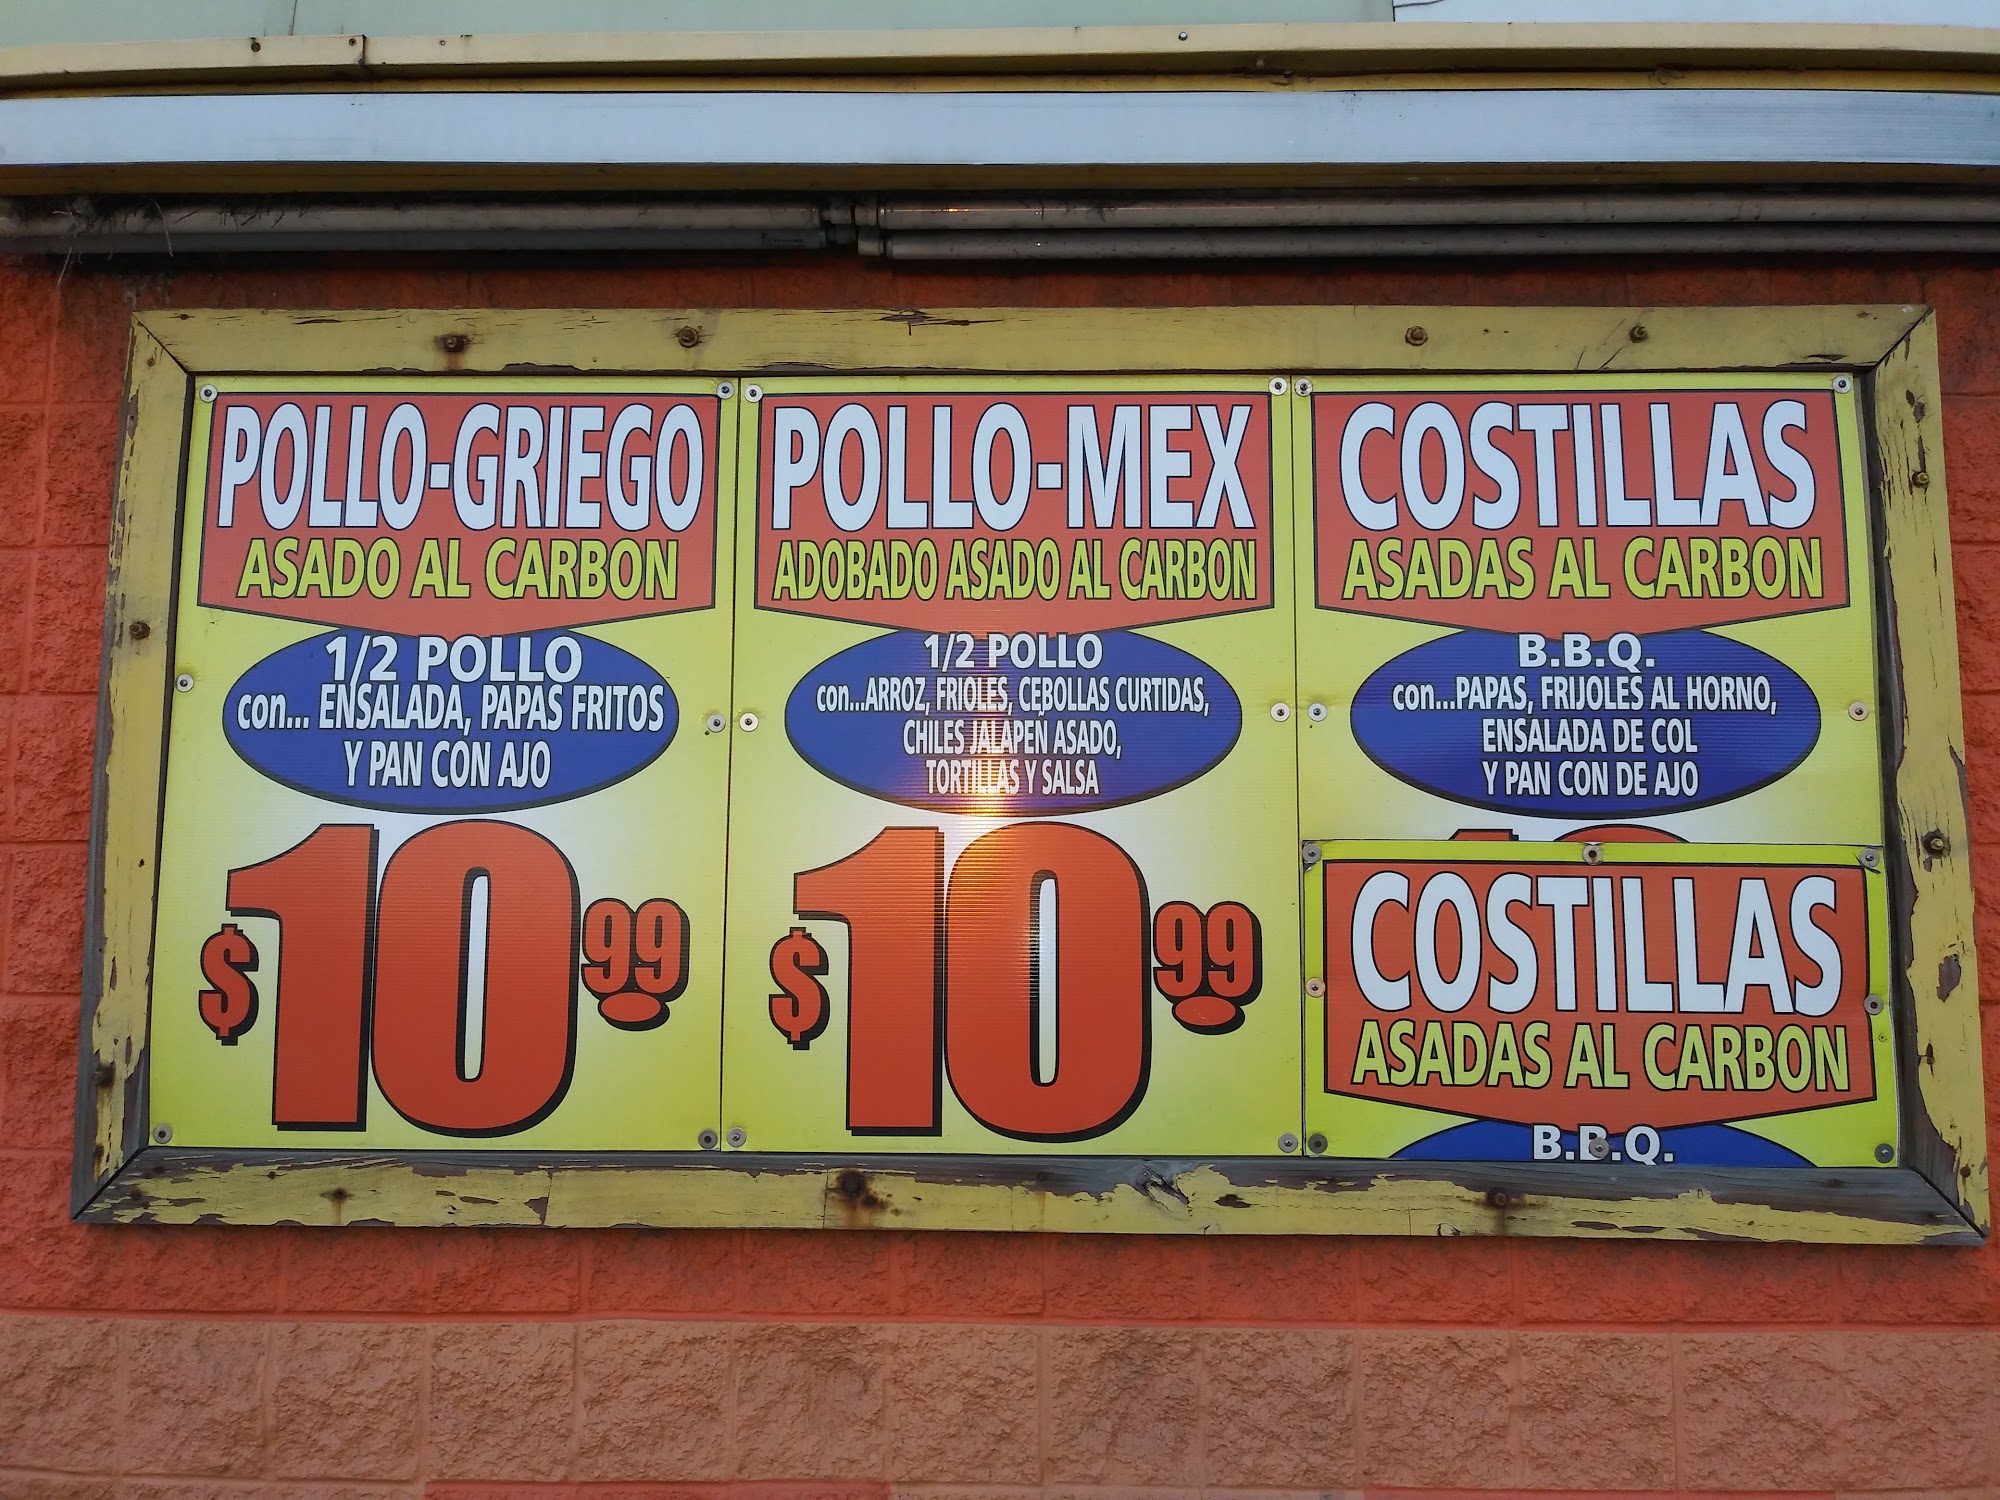 POLLO-GRIEGO
ASADO AL CARBON
1/2 POLLO
con... ENSALADA, PAPAS FRITOS
Y PAN CON AJO
$10 99
POLLO-MEX
ADOBADO ASADO AL CARBON
1/2 POLLO
con...ARROZ, FRIOLES, CEBOLLAS CURTIDAS,
CHILES JALAPEÑ ASADO,
TORTILLAS Y SALSA
$10 99
COSTILLAS
ASADAS AL CARBON
B.B.Q.
con...PAPAS, FRIJOLES AL HORNO,
ENSALADA DE COL
Y PAN CON DE AJO
COSTILLAS
ASADAS AL CARBON
B.B.Q.